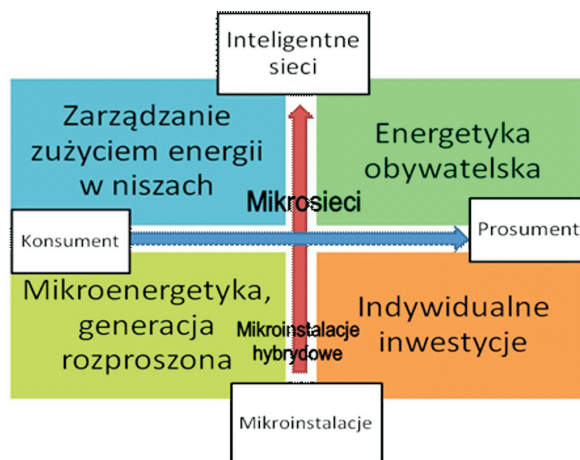 Inteligentne
sieci
Zarządzanie
zużyciem energii
w niszach
Energetyka
obywatelska
Mikrosieci
Konsument
Prosument
Mikroenergetyka,
generacja
rozproszona
Mikroinstalacje
hybrydowe
Indywidualne
inwestycje
Mikroinstalacje